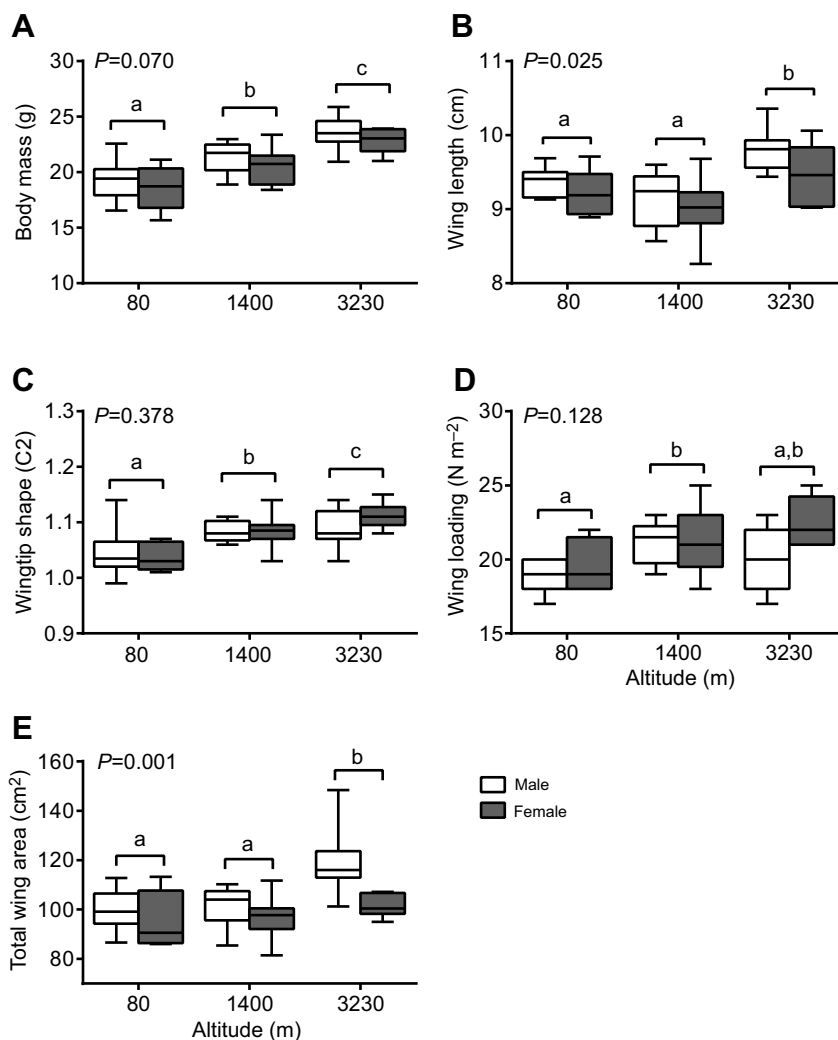 A
P=0.070
Body mass (g)
30
25
20
15
10
a
b
c
80
1400
3230
B
P=0.025
Wing length (cm)
11
10
9
8
a
a
b
80
1400
3230
C
P=0.378
Wingtip shape (C2)
1.3
1.2
1.1
1.0
0.9
a
b
c
80
1400
3230
D
P=0.128
Wing loading (N m⁻²)
30
25
20
15
a
b
a,b
80
1400
3230
Altitude (m)
E
P=0.001
Total wing area (cm²)
160
140
120
100
80
a
a
b
80
1400
3230
Altitude (m)
Male
Female